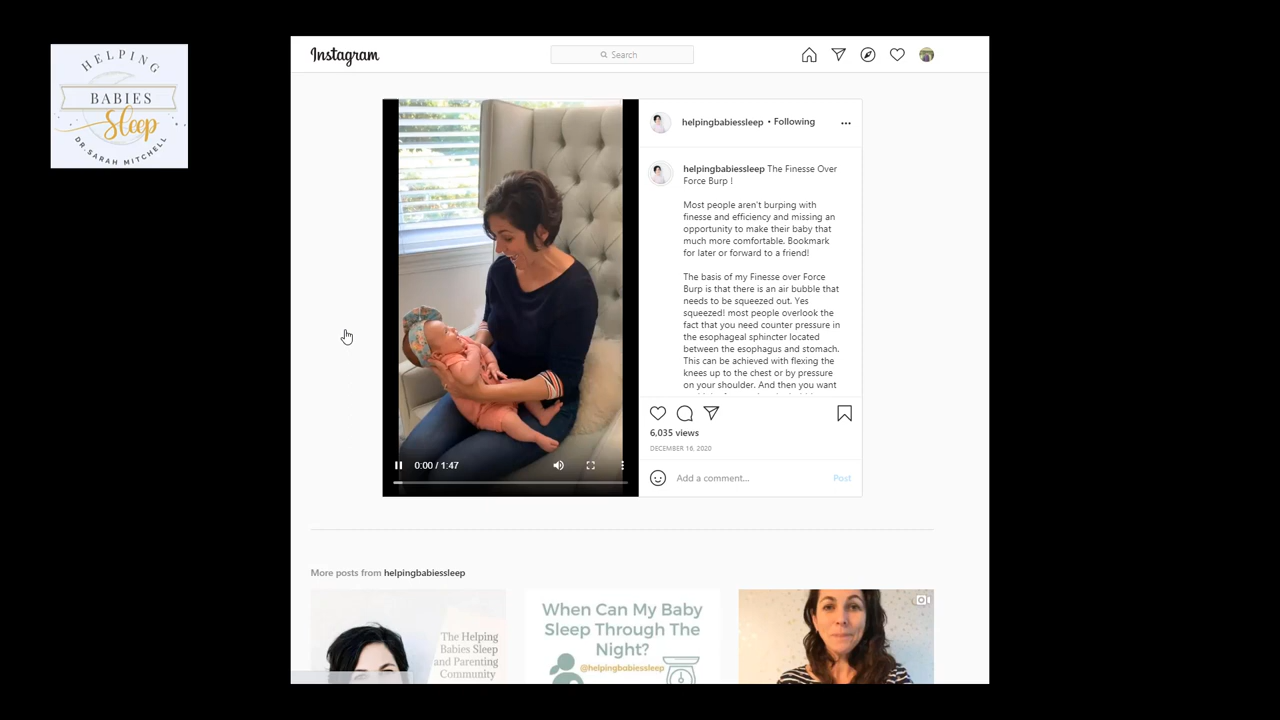 HELPING
BABIES
Sleep
DR. SARAH MITCHELL
Instagram
Search
helpingbabiessleep • Following
helpingbabiessleep The Finesse Over
Force Burp !
Most people aren't burping with
finesse and efficiency and missing an
opportunity to make their baby that
much more comfortable. Bookmark
for later or forward to a friend!
The basis of my Finesse over Force
Burp is that there is an air bubble that
needs to be squeezed out. Yes
squeezed! most people overlook the
fact that you need counter pressure in
the esophageal sphincter located
between the esophagus and stomach.
This can be achieved with flexing the
knees up to the chest or by pressure
on your shoulder. And then you want
6,035 views
DECEMBER 16, 2020
0:00 / 1:47
Add a comment...
Post
More posts from helpingbabiessleep
The Helping
Babies Sleep
and Parenting
Community
When Can My Baby
Sleep Through The
Night?
@helpingbabiessleep